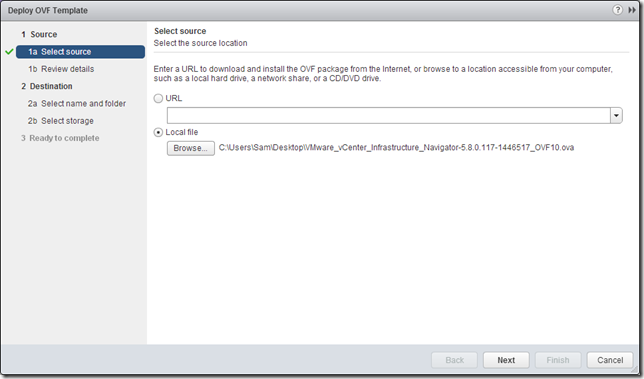 Deploy OVF Template
?
1 Source
1a Select source
1b Review details
2 Destination
2a Select name and folder
2b Select storage
3 Ready to complete
Select source
Select the source location
Enter a URL to download and install the OVF package from the Internet, or browse to a location accessible from your computer,
such as a local hard drive, a network share, or a CD/DVD drive.
URL
Local file
Browse... C:\Users\Sam\Desktop\VMware_vCenter_Infrastructure_Navigator-5.8.0.117-1446517_OVF10.ova
Back Next Finish Cancel